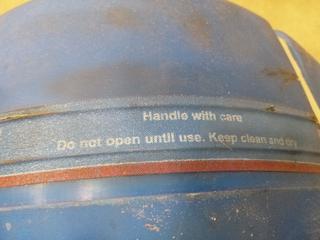 Handle with care
Do not open until use. Keep clean and dry